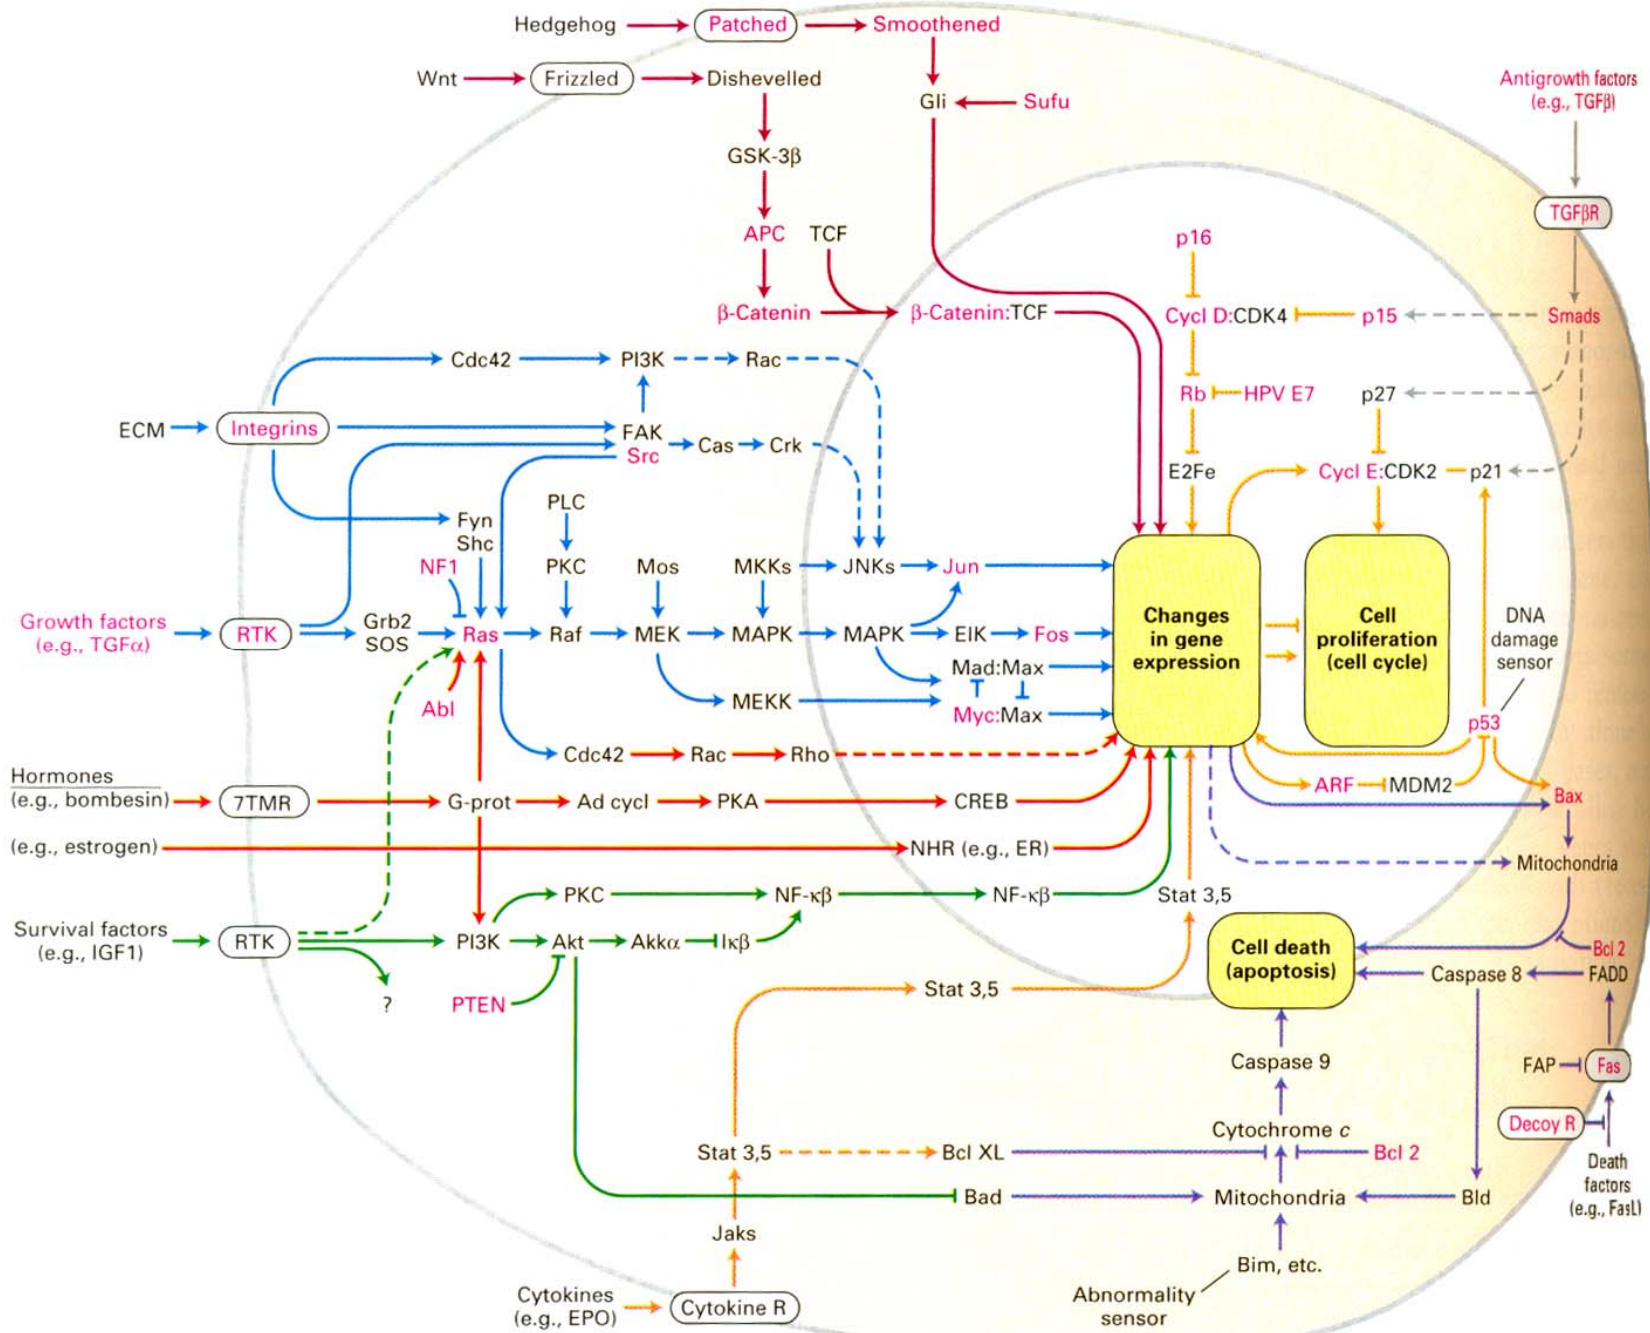 Hedgehog
Patched
Smoothened
Wnt
Frizzled
Dishevelled
Gli
Sufu
Antigrowth factors
(e.g., TGFβ)
GSK-3β
TGFβR
APC
TCF
p16
β-Catenin
β-Catenin:TCF
Cycl D:CDK4
p15
Smads
Cdc42
PI3K
Rac
Rb
HPV E7
p27
ECM
Integrins
FAK
Src
Cas
Crk
E2Fe
Cycl E:CDK2
p21
Fyn
Shc
PLC
NF1
PKC
Mos
MKKs
JNKs
Jun
Growth factors
(e.g., TGFα)
RTK
Grb2
SOS
Ras
Raf
MEK
MAPK
MAPK
ElK
Fos
Changes
in gene
expression
Cell
proliferation
(cell cycle)
DNA
damage
sensor
Mad:Max
Abl
MEKK
Myc:Max
p53
Cdc42
Rac
Rho
Hormones
(e.g., bombesin)
7TMR
G-prot
Ad cycl
PKA
CREB
ARF
MDM2
Bax
(e.g., estrogen)
NHR (e.g., ER)
Mitochondria
PKC
NF-κβ
NF-κβ
Stat 3,5
Survival factors
(e.g., IGF1)
RTK
PI3K
Akt
Akkα
Iκβ
Cell death
(apoptosis)
Bcl 2
Caspase 8
FADD
?
PTEN
Stat 3,5
Caspase 9
FAP
Fas
Cytochrome c
Decoy R
Stat 3,5
Bcl XL
Bcl 2
Death
factors
(e.g., FasL)
Bad
Mitochondria
Bld
Jaks
Bim, etc.
Abnormality
sensor
Cytokines
(e.g., EPO)
Cytokine R